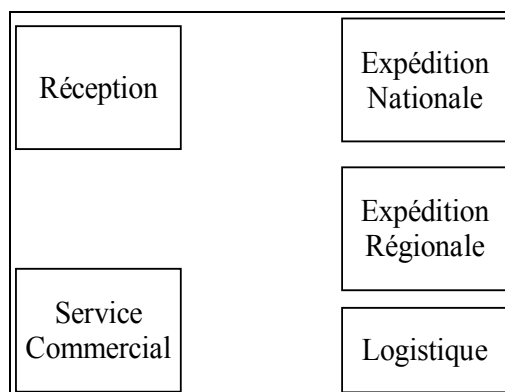 Réception
Expédition
Nationale
Expédition
Régionale
Service
Commercial
Logistique